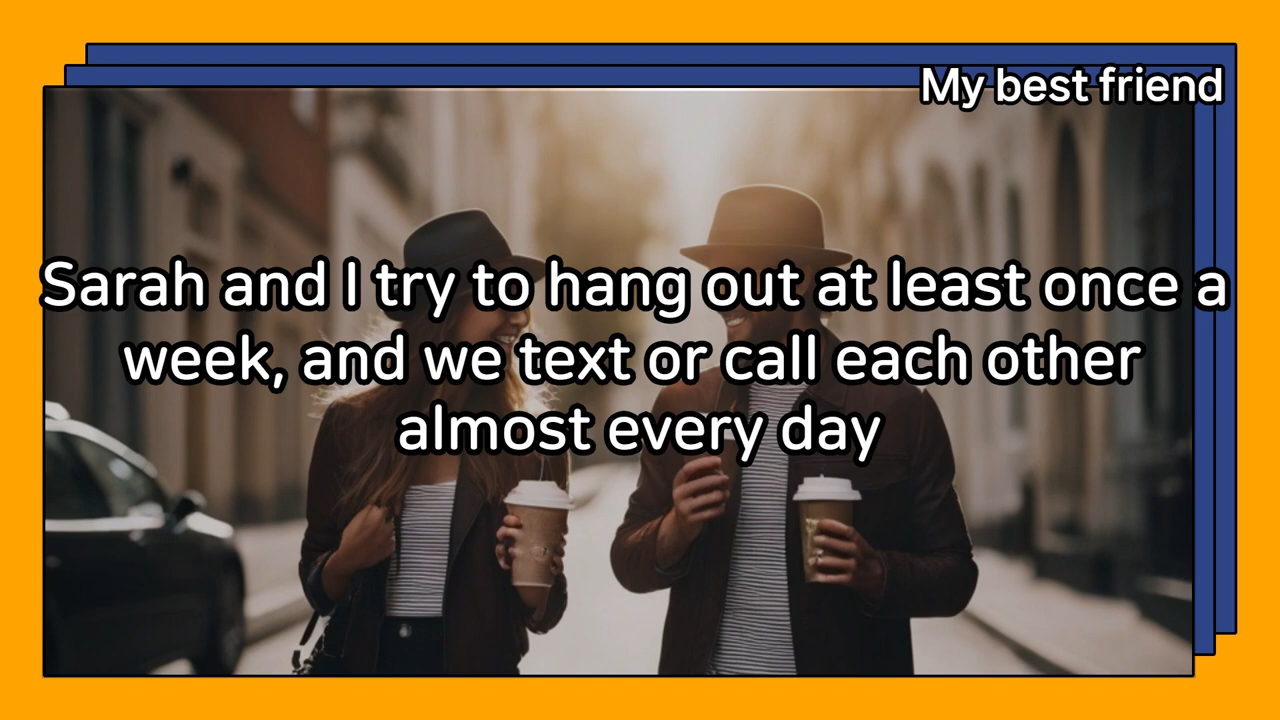 My best friend
Sarah and I try to hang out at least once a
week, and we text or call each other
almost every day